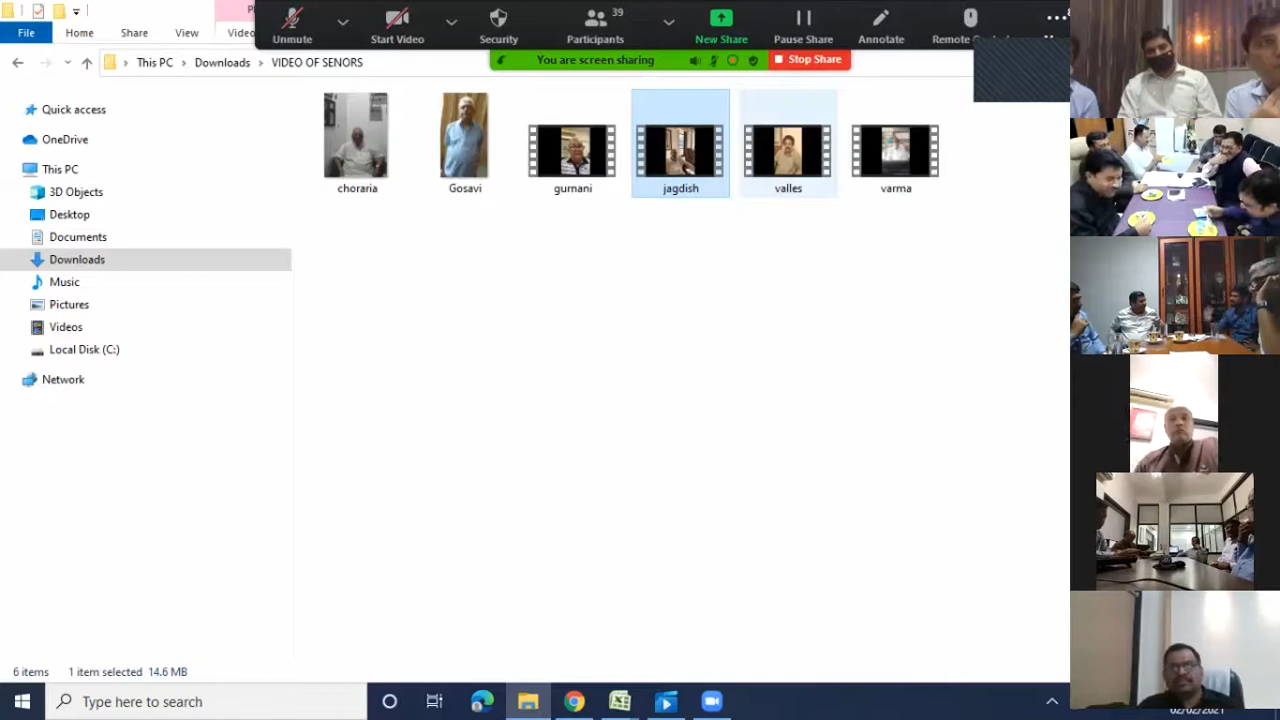 Unmute
Start Video
Security
39
Participants
New Share
Pause Share
Annotate
File
Home
Share
View
This PC
Downloads
VIDEO OF SENORS
You are screen sharing
Stop Share
Quick access
OneDrive
This PC
3D Objects
Desktop
Documents
Downloads
Music
Pictures
Videos
Local Disk (C:)
Network
choraria
Gosavi
gurnani
jagdish
valles
varma
6 items
1 item selected 14.6 MB
Type here to search
02/02/2021